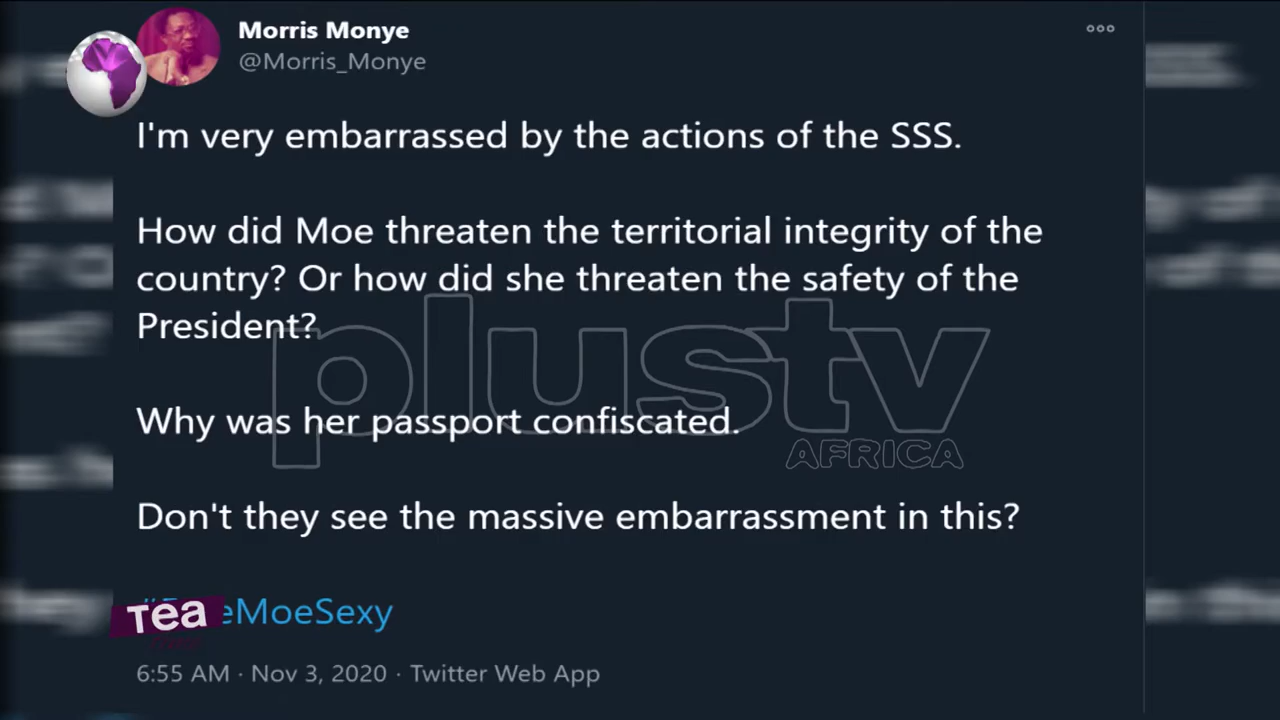 Morris Monye
@Morris_Monye
I'm very embarrassed by the actions of the SSS.
How did Moe threaten the territorial integrity of the
country? Or how did she threaten the safety of the
President?
Why was her passport confiscated.
Don't they see the massive embarrassment in this?
eMoeSexy
Tea
6:55 AM · Nov 3, 2020 · Twitter Web App
plustv
AFRICA